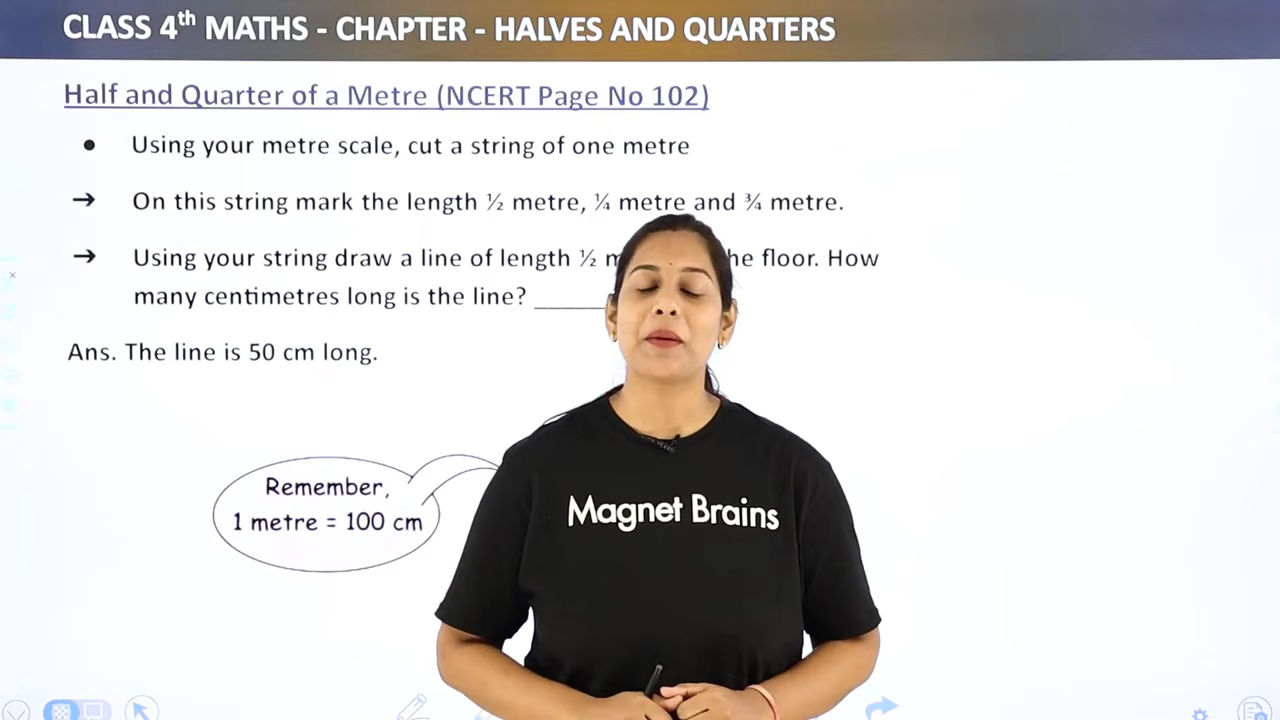 CLASS 4th MATHS - CHAPTER - HALVES AND QUARTERS
Half and Quarter of a Metre (NCERT Page No 102)
● Using your metre scale, cut a string of one metre
→ On this string mark the length ½ metre, ¼ metre and ¾ metre.
→ Using your string draw a line of length ½ floor. How
many centimetres long is the line? ______
Ans. The line is 50 cm long.
Remember,
1 metre = 100 cm
Magnet Brains